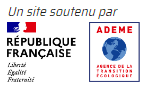 Un site soutenu par
RÉPUBLIQUE
FRANÇAISE
Liberté
Égalité
Fraternité
ADEME
AGENCE DE LA
TRANSITION
ÉCOLOGIQUE